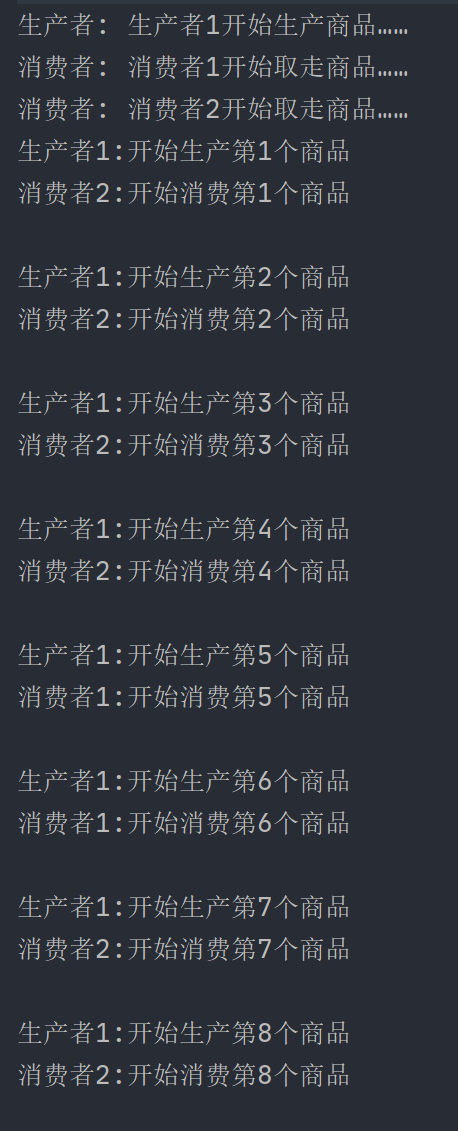 生产者: 生产者1开始生产商品……
消费者: 消费者1开始取走商品……
消费者: 消费者2开始取走商品……
生产者1:开始生产第1个商品
消费者2:开始消费第1个商品
生产者1:开始生产第2个商品
消费者2:开始消费第2个商品
生产者1:开始生产第3个商品
消费者2:开始消费第3个商品
生产者1:开始生产第4个商品
消费者2:开始消费第4个商品
生产者1:开始生产第5个商品
消费者1:开始消费第5个商品
生产者1:开始生产第6个商品
消费者1:开始消费第6个商品
生产者1:开始生产第7个商品
消费者2:开始消费第7个商品
生产者1:开始生产第8个商品
消费者2:开始消费第8个商品